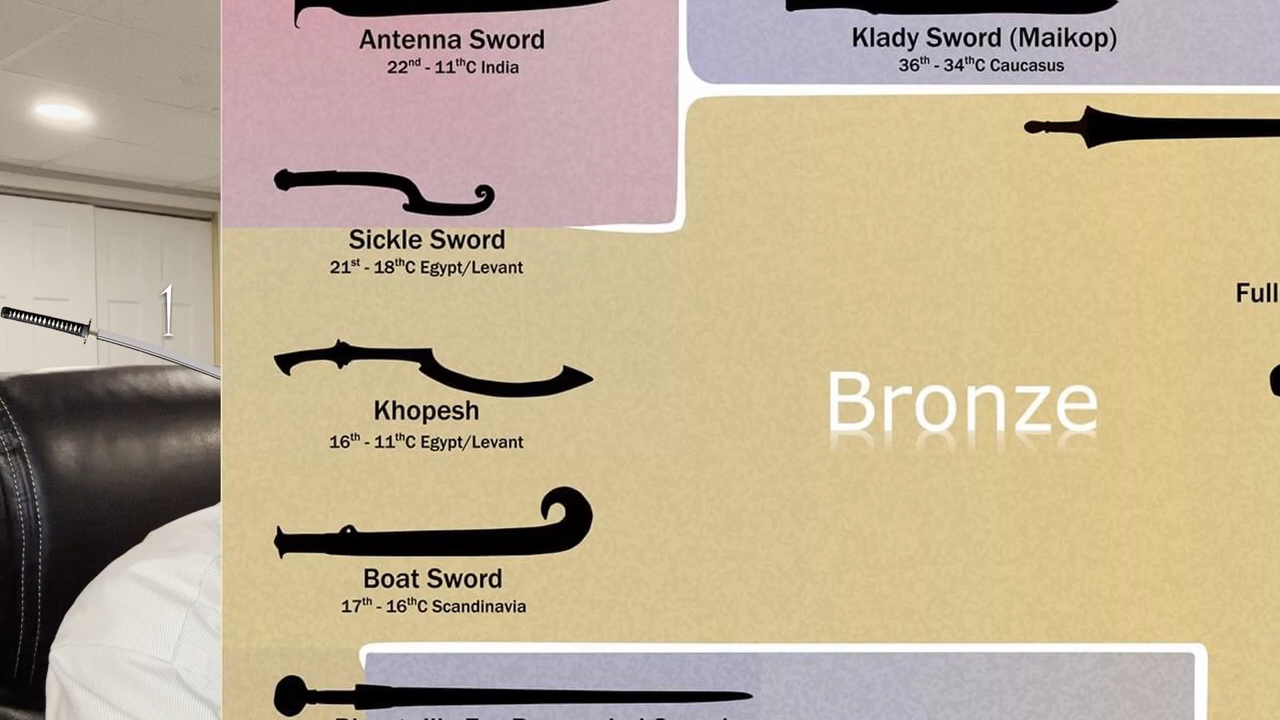 Antenna Sword
22nd - 11thC India
Klady Sword (Maikop)
36th - 34thC Caucasus
Sickle Sword
21st - 18thC Egypt/Levant
1
Full
Khopesh
16th - 11thC Egypt/Levant
Bronze
Boat Sword
17th - 16thC Scandinavia